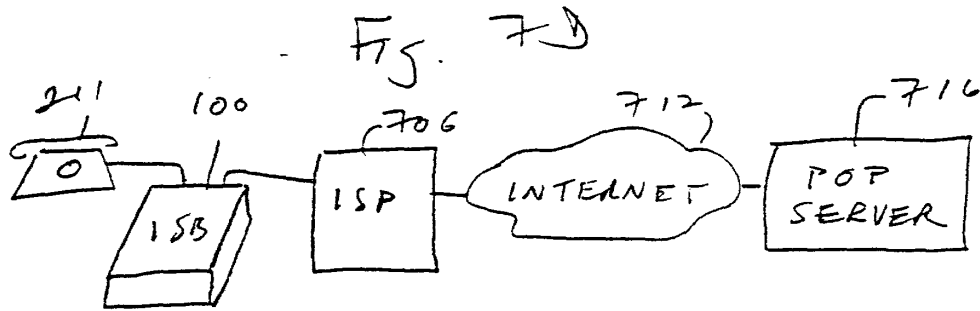 Fig. 7D
211
100
706
712
716
ISB
ISP
INTERNET
POP
SERVER